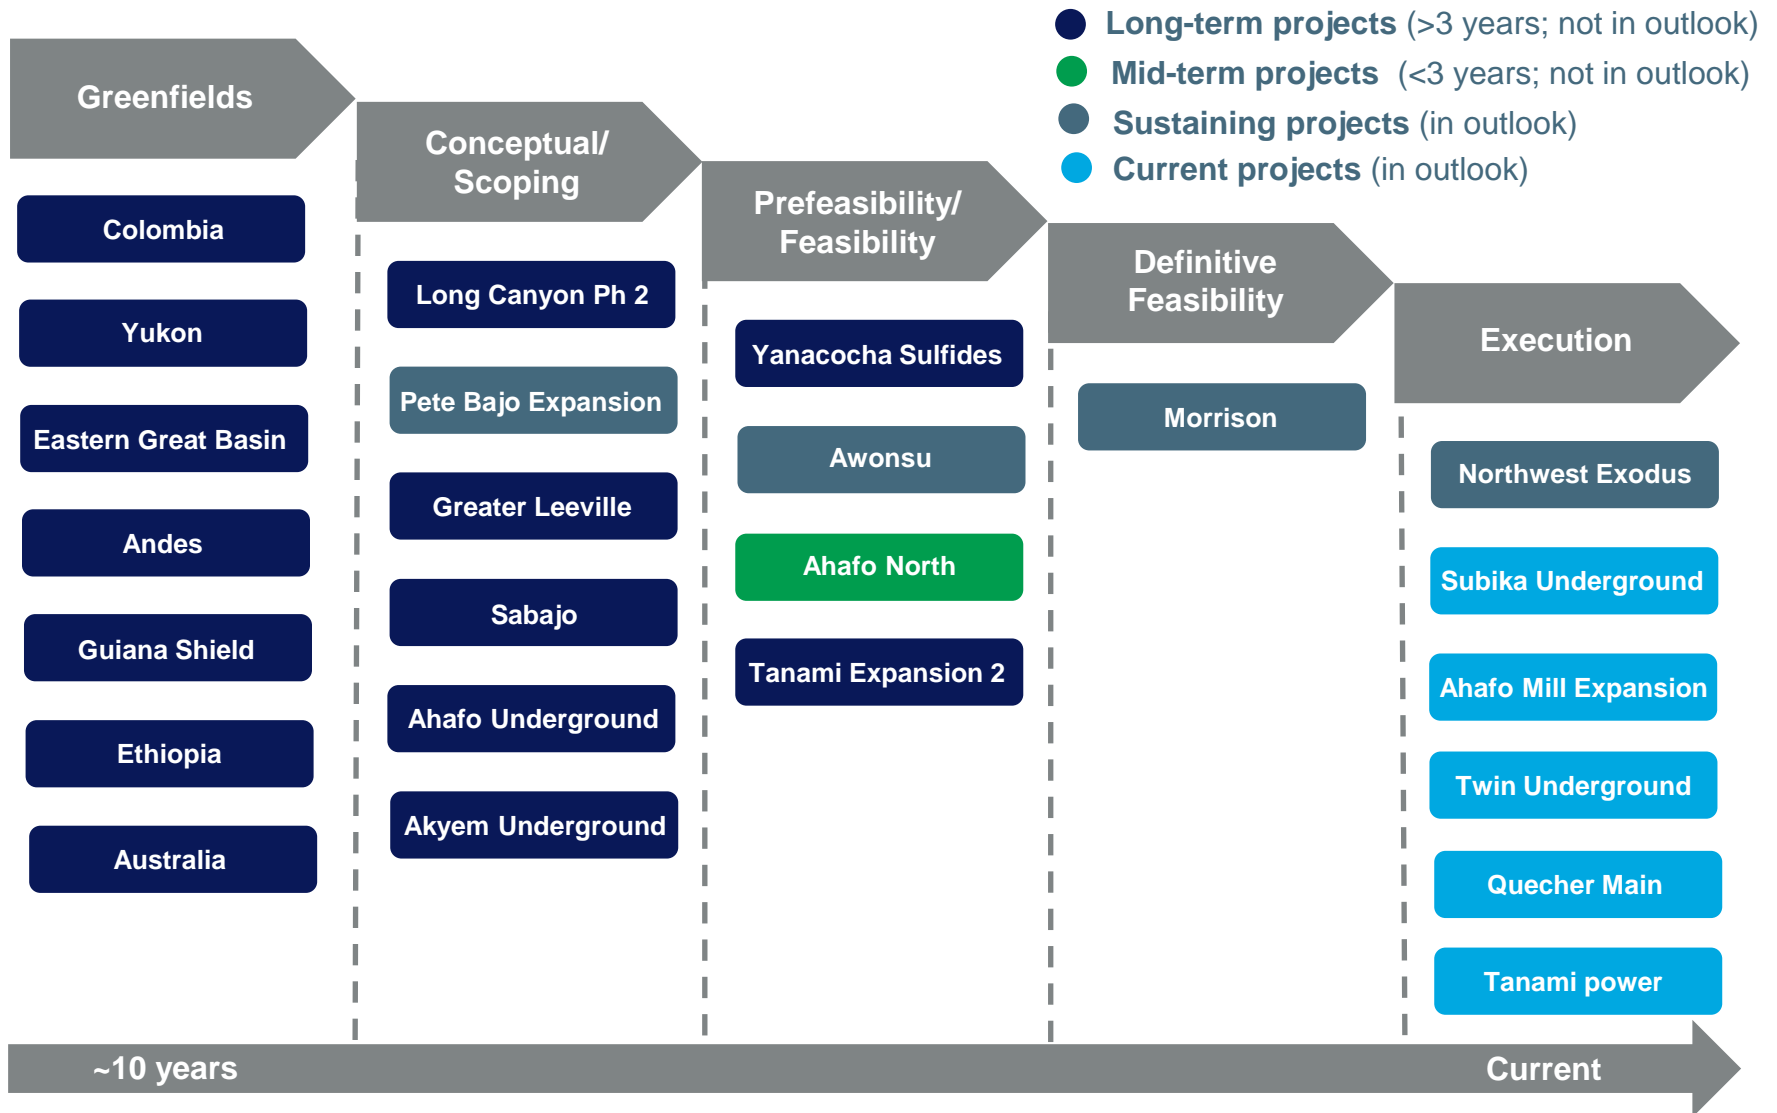 Long-term projects (>3 years; not in outlook)
Mid-term projects (<3 years; not in outlook)
Sustaining projects (in outlook)
Current projects (in outlook)
Greenfields
Colombia
Yukon
Eastern Great Basin
Andes
Guiana Shield
Ethiopia
Australia
Conceptual/
Scoping
Long Canyon Ph 2
Pete Bajo Expansion
Greater Leeville
Sabajo
Ahafo Underground
Akyem Underground
Prefeasibility/
Feasibility
Yanacocha Sulfides
Awonsu
Ahafo North
Tanami Expansion 2
Definitive
Feasibility
Morrison
Execution
Northwest Exodus
Subika Underground
Ahafo Mill Expansion
Twin Underground
Quecher Main
Tanami power
~10 years
Current